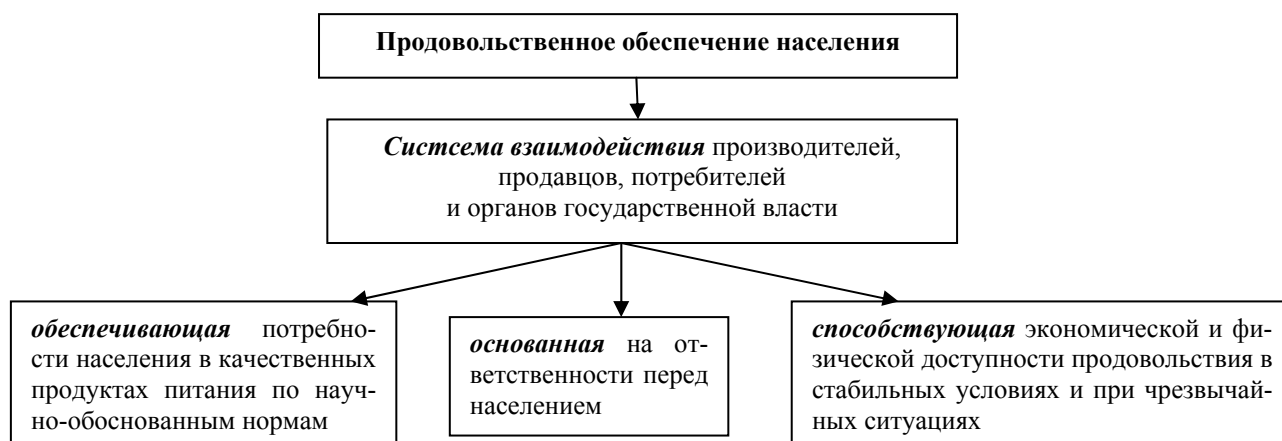 Продовольственное обеспечение населения
Систсема взаимодействия производителей,
продавцов, потребителей
и органов государственной власти
обеспечивающая потребно-
сти населения в качественных
продуктах питания по науч-
но-обоснованным нормам
основанная на от-
ветственности перед
населением
способствующая экономической и фи-
зической доступности продовольствия в
стабильных условиях и при чрезвычай-
ных ситуациях